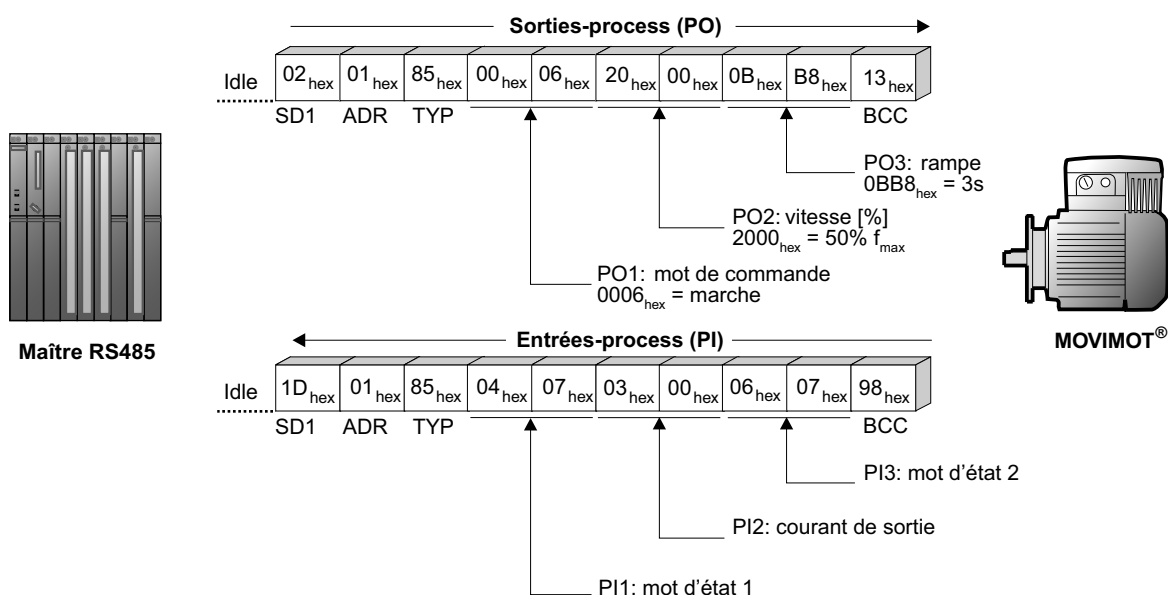 Sorties-process (PO)
Idle 02hex 01hex 85hex 00hex 06hex 20hex 00hex 0Bhex B8hex 13hex
SD1 ADR TYP BCC
PO3: rampe
0BB8hex = 3s
PO2: vitesse [%]
2000hex = 50% fmax
PO1: mot de commande
0006hex = marche
Maître RS485
MOVIMOT®
Entrées-process (PI)
Idle 1Dhex 01hex 85hex 04hex 07hex 03hex 00hex 06hex 07hex 98hex
SD1 ADR TYP BCC
PI3: mot d'état 2
PI2: courant de sortie
PI1: mot d'état 1